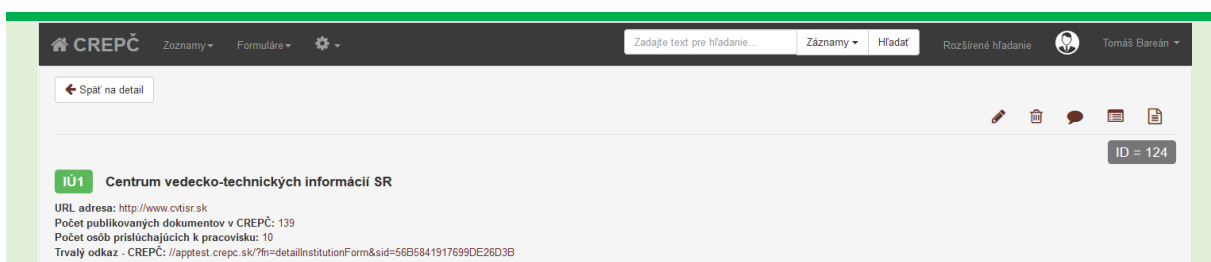 CREPČ Zoznamy Formuláre Zadajte text pre hľadanie... Záznamy Hľadať Rozšírené hľadanie Tomáš Bareán
Späť na detail
ID = 124
IÚ1 Centrum vedecko-technických informácií SR
URL adresa: http://www.cvtisr.sk
Počet publikovaných dokumentov v CREPČ: 139
Počet osôb prislúchajúcich k pracovisku: 10
Trvalý odkaz - CREPČ: //apptest.crepc.sk/?fn=detailInstitutionForm&sid=56B5841917699DE26D3B